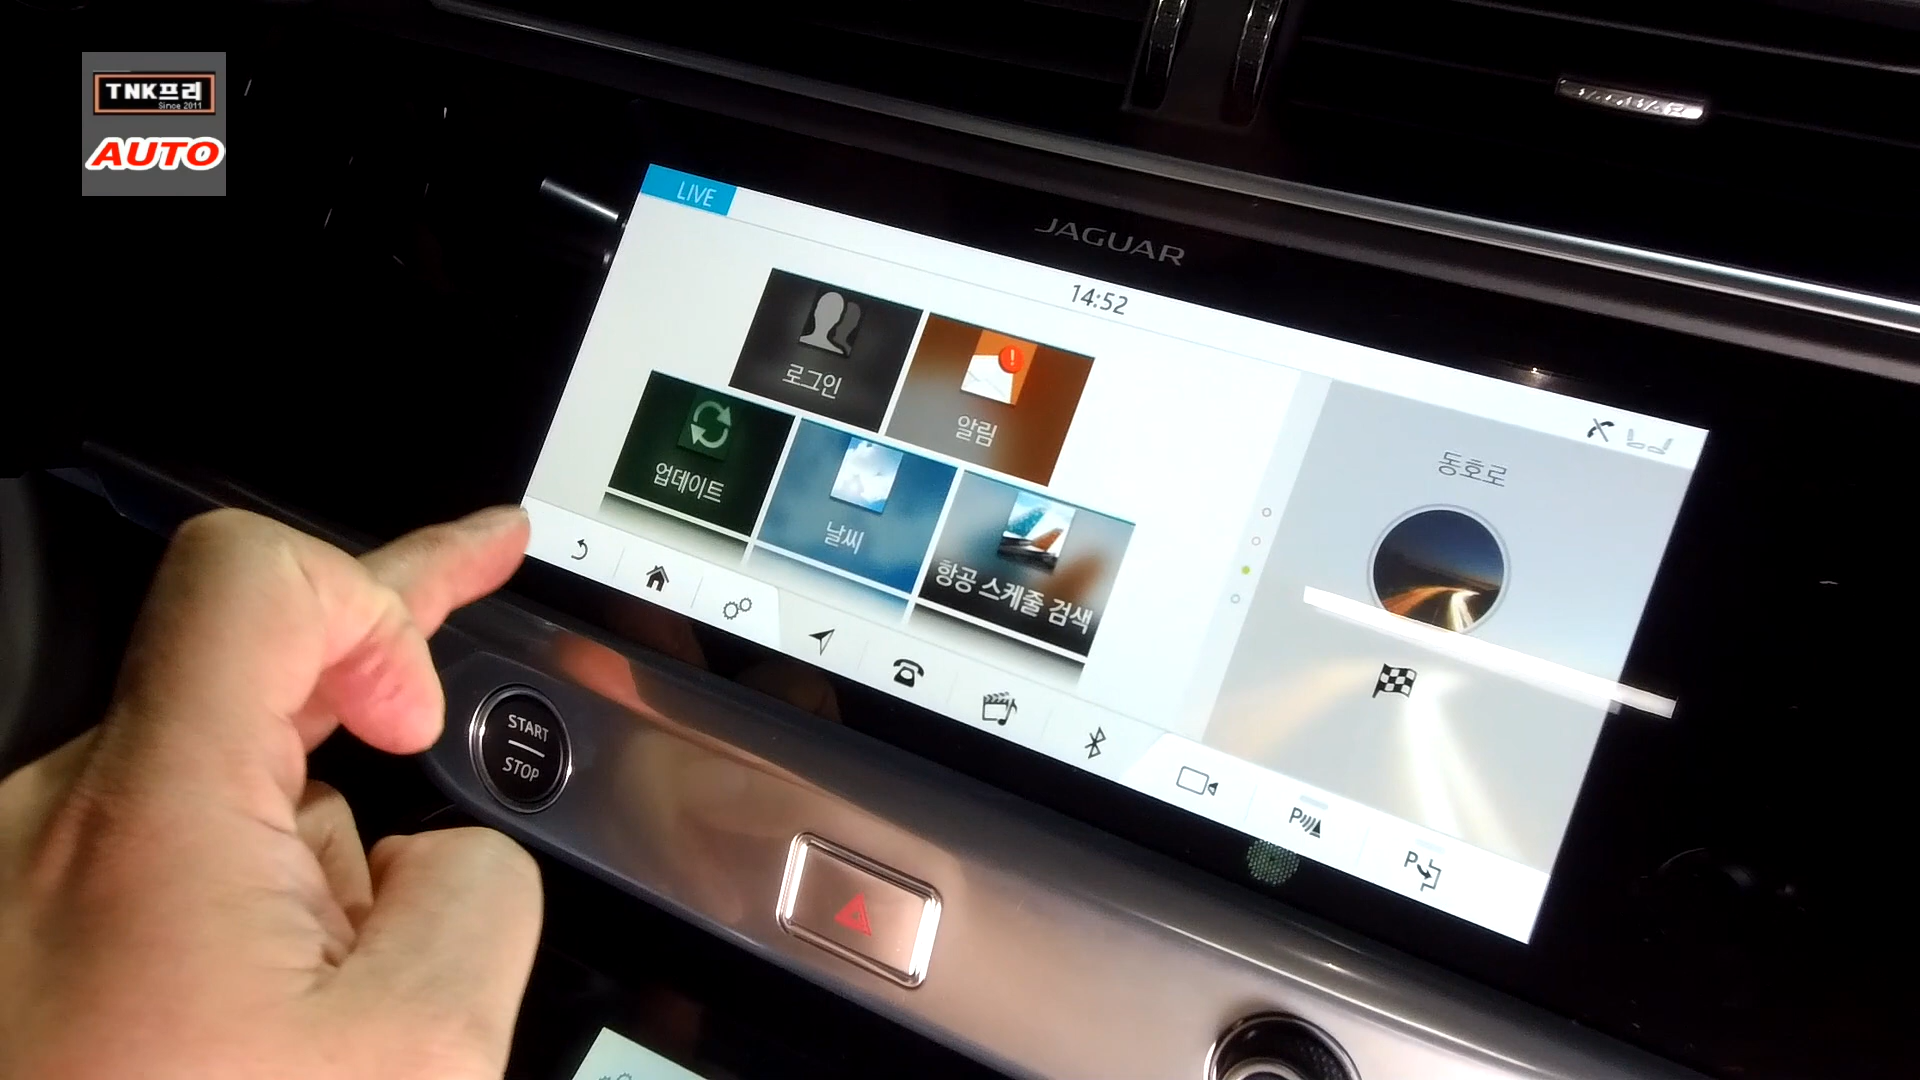 TNK프리
Since 2011
AUTO
JAGUAR
LIVE
JAGUAR
14:52
로그인
알림
업데이트
날씨
항공 스케줄 검색
동호로
START
STOP
P
P